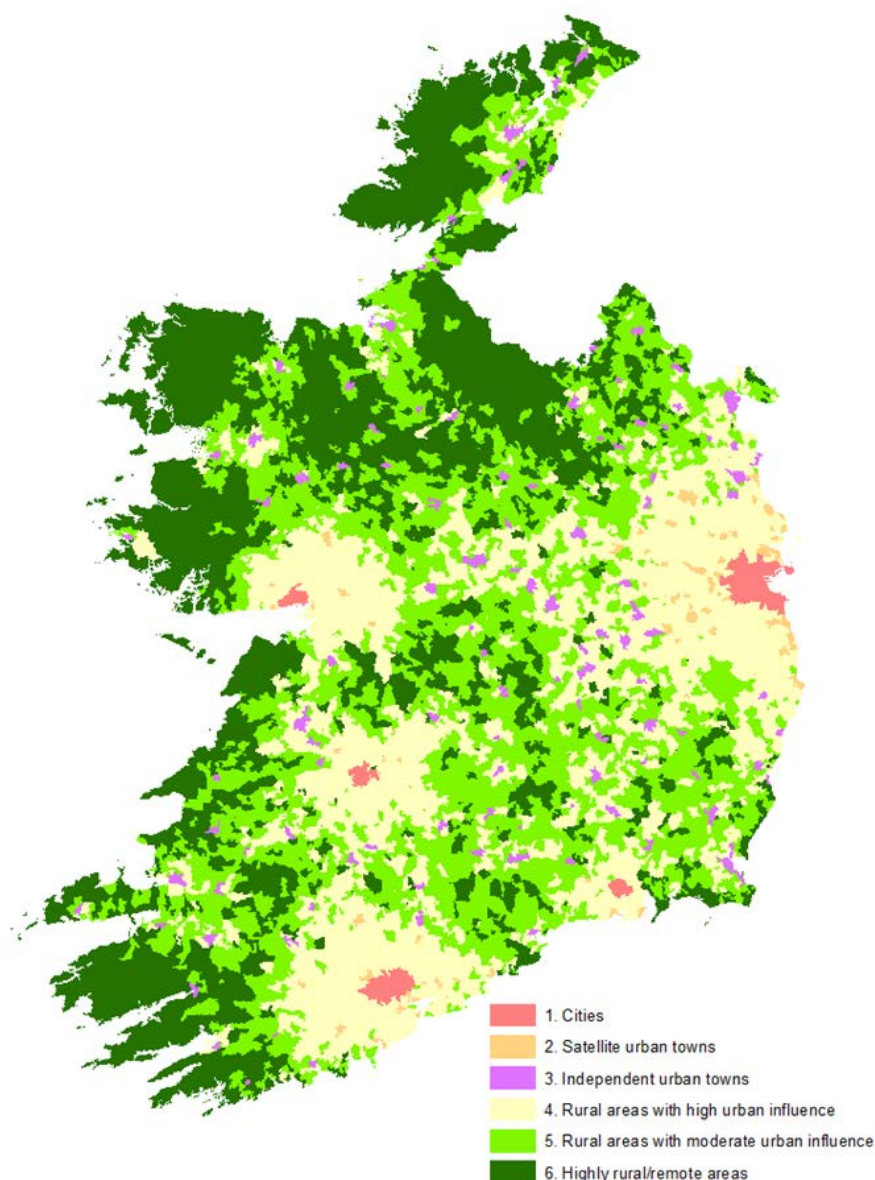 1. Cities
2. Satellite urban towns
3. Independent urban towns
4. Rural areas with high urban influence
5. Rural areas with moderate urban influence
6. Highly rural/remote areas